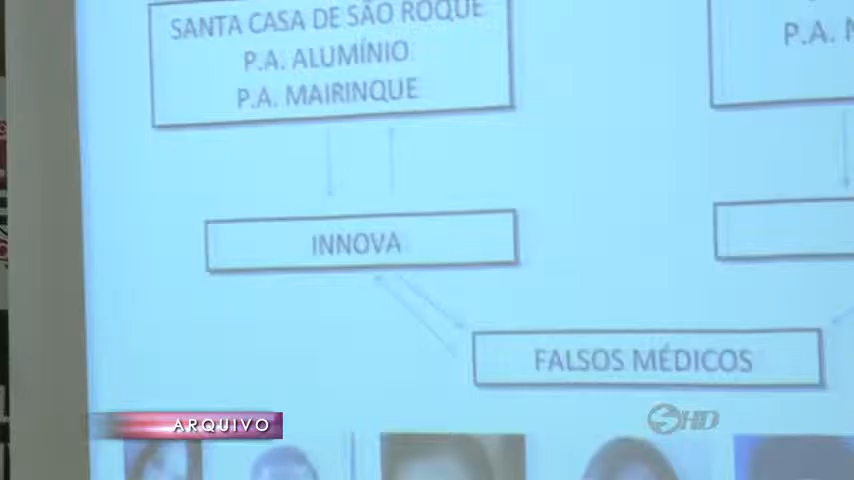 SANTA CASA DE SÃO ROQUE
P.A. ALUMÍNIO
P.A. MAIRINQUE
P.A.
INNOVA
FALSOS MÉDICOS
ARQUIVO
HD